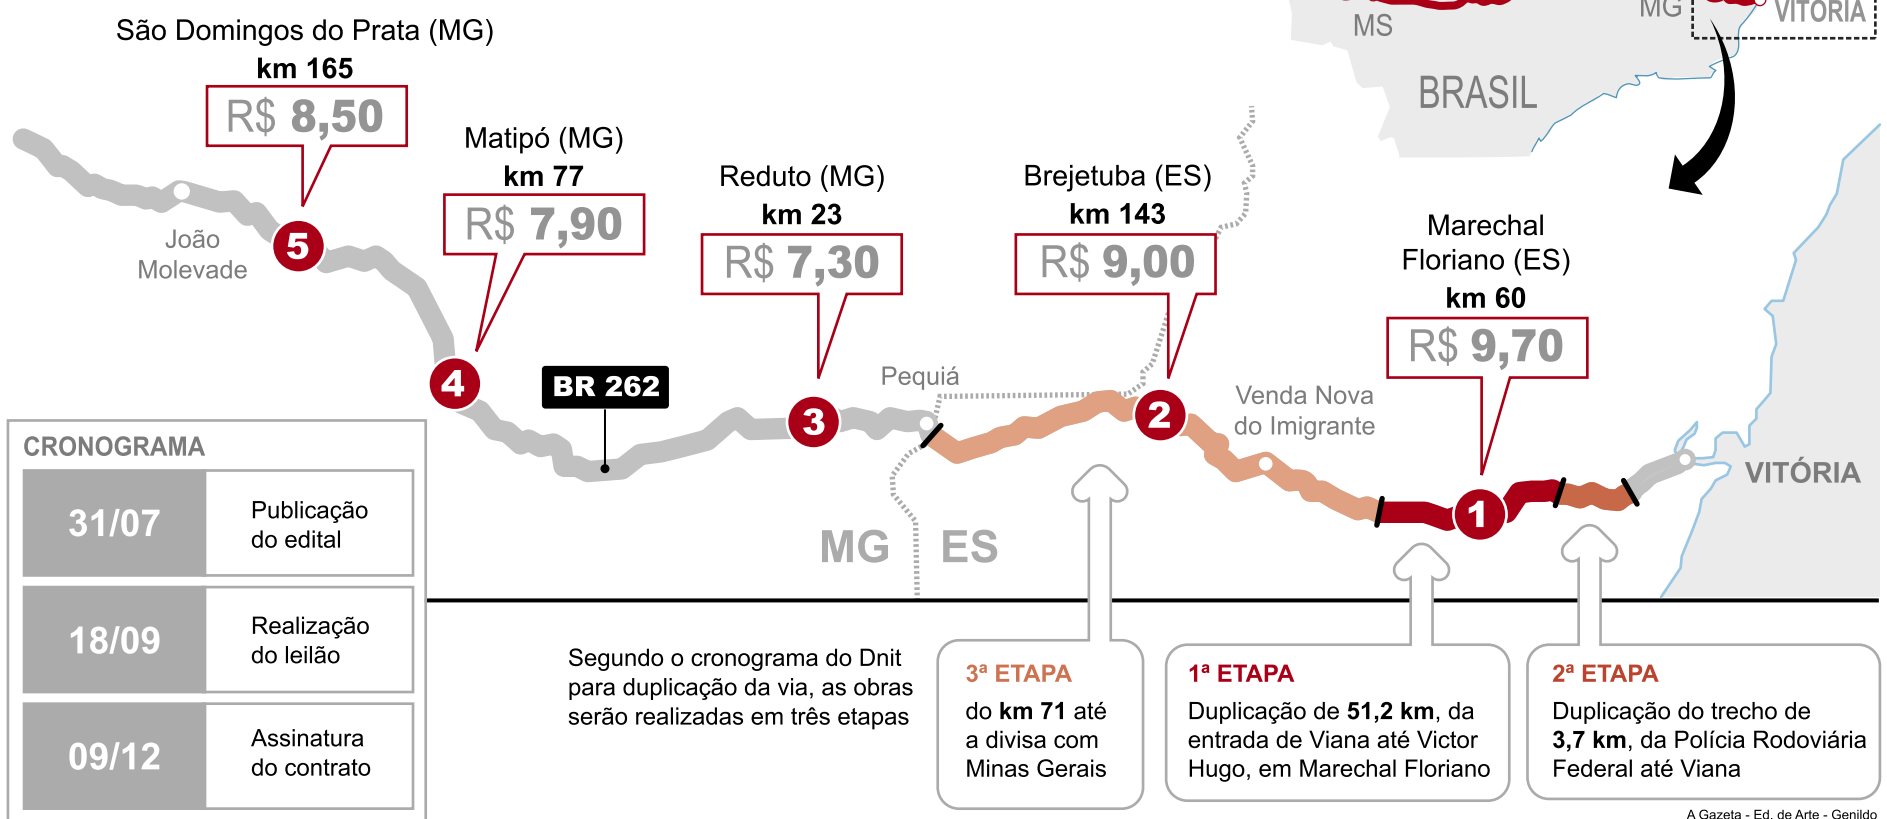 MS
MG
VITÓRIA
BRASIL
São Domingos do Prata (MG)
km 165
R$ 8,50
João
Molevade
5
Matipó (MG)
km 77
R$ 7,90
4
BR 262
Reduto (MG)
km 23
R$ 7,30
3
Pequiá
Brejetuba (ES)
km 143
R$ 9,00
2
Venda Nova
do Imigrante
Marechal
Floriano (ES)
km 60
R$ 9,70
1
VITÓRIA
MG
ES
CRONOGRAMA
31/07
Publicação
do edital
18/09
Realização
do leilão
09/12
Assinatura
do contrato
Segundo o cronograma do Dnit
para duplicação da via, as obras
serão realizadas em três etapas
3ª ETAPA
do km 71 até
a divisa com
Minas Gerais
1ª ETAPA
Duplicação de 51,2 km, da
entrada de Viana até Victor
Hugo, em Marechal Floriano
2ª ETAPA
Duplicação do trecho de
3,7 km, da Polícia Rodoviária
Federal até Viana
A Gazeta - Ed. de Arte - Genildo